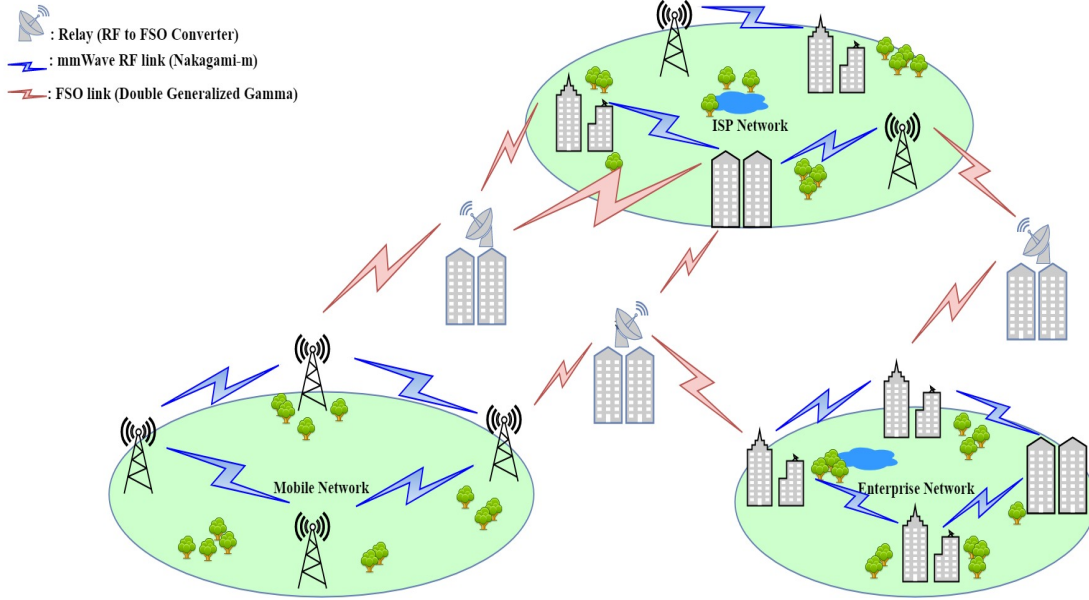 : Relay (RF to FSO Converter)
: mmWave RF link (Nakagami-m)
: FSO link (Double Generalized Gamma)
ISP Network
Mobile Network
Enterprise Network